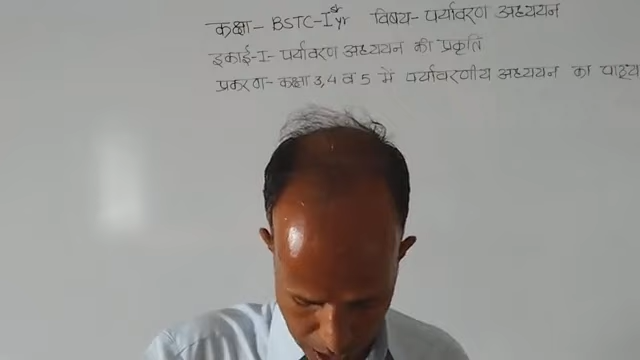 कक्षा - BSTC-Ist yr विषय- पर्यावरण अध्ययन
इकाई-I- पर्यावरण अध्ययन की प्रकृति
प्रकरण- कक्षा 3,4 व 5 में पर्यावरणीय अध्ययन का पाठ्य